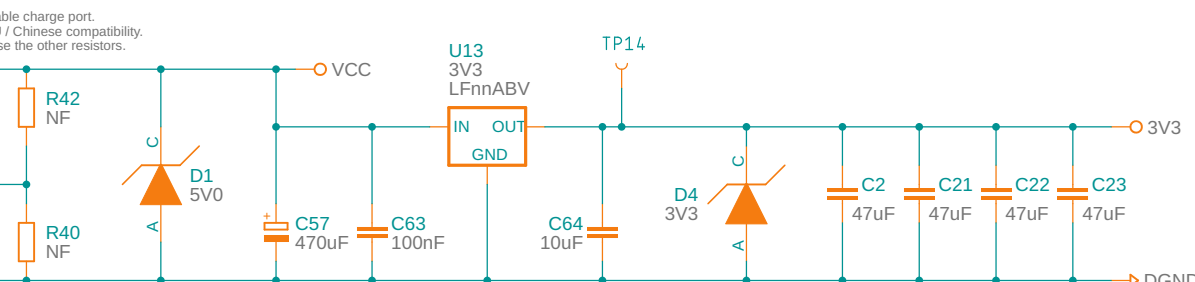 able charge port.
/ Chinese compatibility.
se the other resistors.
TP14
U13
3V3
LFnnABV
VCC
R42
NF
IN OUT
GND
3V3
C
D1
5V0
A
C
D4
3V3
A
C2
47uF
C21
47uF
C22
47uF
C23
47uF
R40
NF
+
C57
470uF
C63
100nF
C64
10uF
DGND